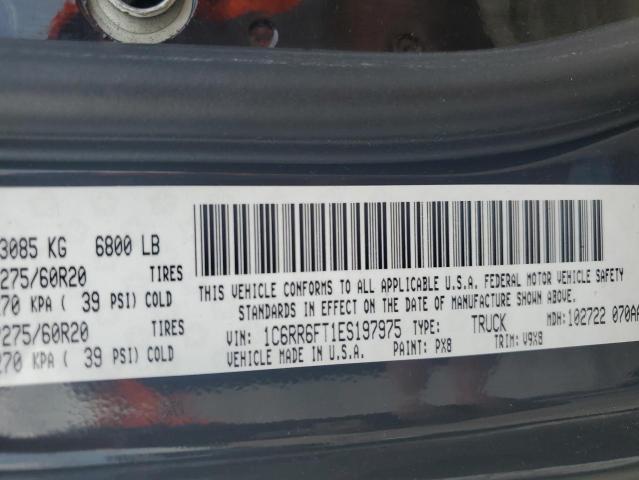 3085 KG 6800 LB
275/60R20 TIRES
270 KPA ( 39 PSI) COLD
275/60R20 TIRES
270 KPA ( 39 PSI) COLD
THIS VEHICLE CONFORMS TO ALL APPLICABLE U.S.A. FEDERAL MOTOR VEHICLE SAFETY
STANDARDS IN EFFECT ON THE DATE OF MANUFACTURE SHOWN ABOVE.
VIN: 1C6RR6FT1ES197975 TYPE: TRUCK MDH: 102722 070AA
VEHICLE MADE IN U.S.A. PAINT: PX8 TRIM: V9X8